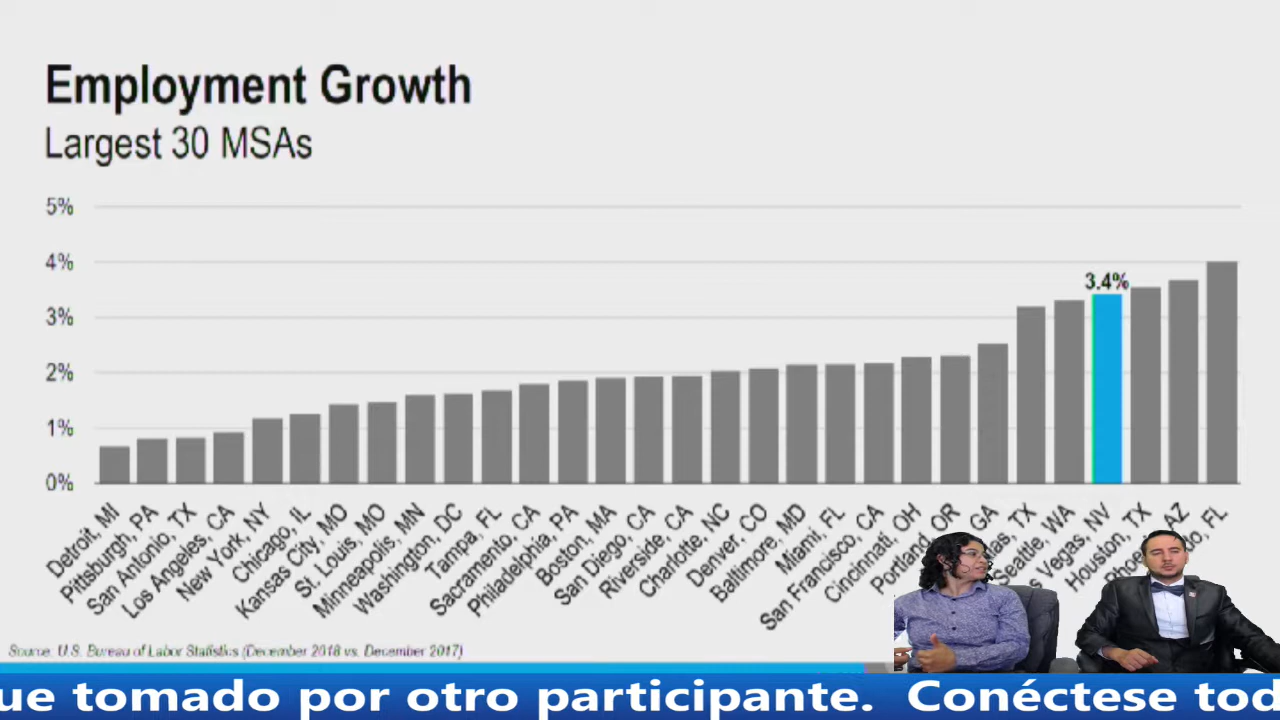 Employment Growth
Largest 30 MSAs
5%
4%
3%
2%
1%
0%
3.4%
Detroit, MI
Pittsburgh, PA
San Antonio, TX
Los Angeles, CA
New York, NY
Chicago, IL
Kansas City, MO
St. Louis, MO
Minneapolis, MN
Washington, DC
Tampa, FL
Sacramento, CA
Philadelphia, PA
Boston, MA
San Diego, CA
Riverside, CA
Charlotte, NC
Denver, CO
Baltimore, MD
Miami, FL
San Francisco, CA
Cincinnati, OH
Portland, OR
GA
TX
Seattle, WA
Vegas, NV
Houston, TX
AZ
FL
Source: U.S. Bureau of Labor Statistics (December 2018 vs. December 2017)
ue tomado por otro participante. Conéctese tod